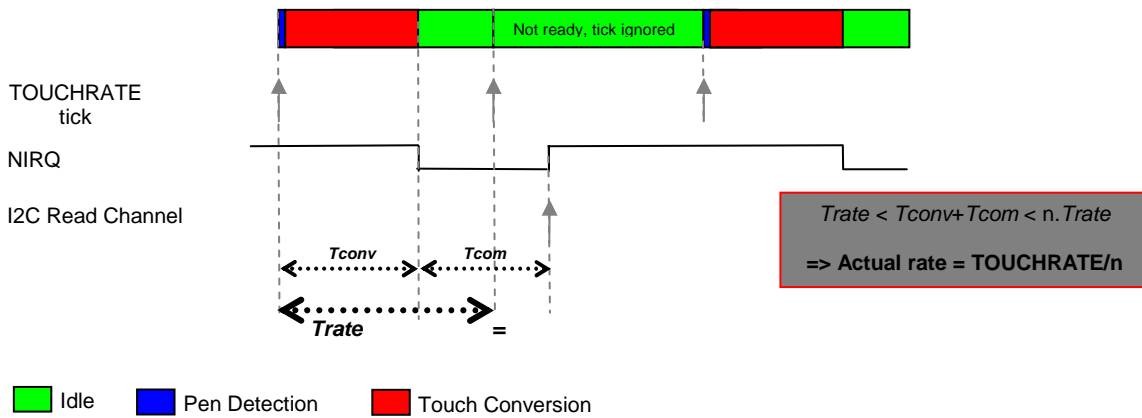 Not ready, tick ignored
TOUCHRATE
tick
NIRQ
I2C Read Channel
Trate < Tconv+Tcom < n.Trate
=> Actual rate = TOUCHRATE/n
Tconv
Tcom
Trate
=
Idle
Pen Detection
Touch Conversion